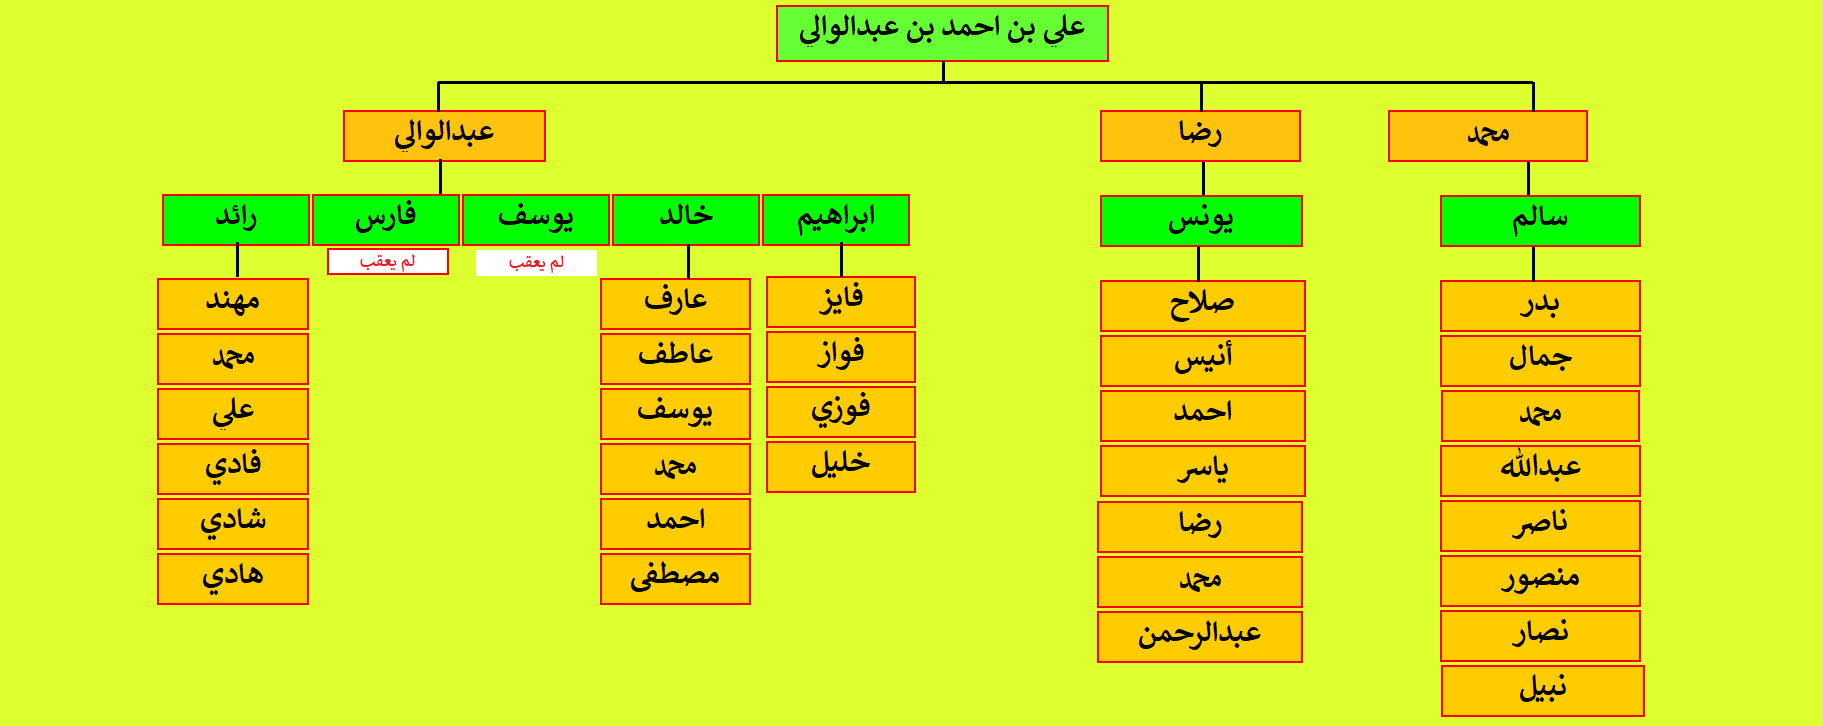 علي بن احمد بن عبدالوالي
محمد
رضا
عبدالوالي
سالم
يونس
ابراهيم
خالد
يوسف
فارس
رائد
لم يعقب
لم يعقب
بدر
جمال
محمد
عبدالله
ناصر
منصور
نصار
نبيل
صلاح
أنيس
احمد
ياسر
رضا
محمد
عبدالرحمن
فايز
فواز
فوزي
خليل
عارف
عاطف
يوسف
محمد
احمد
مصطفى
مهند
محمد
علي
فادي
شادي
هادي